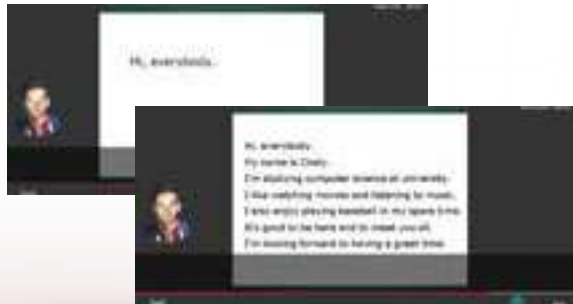 Hi, everybody.
Hi, everybody.
My name is
I'm studying computer science at university.
I like watching movies and listening to music.
I also enjoy playing baseball in my spare time.
It's good to be here and to meet you all.
I'm looking forward to having a great time.